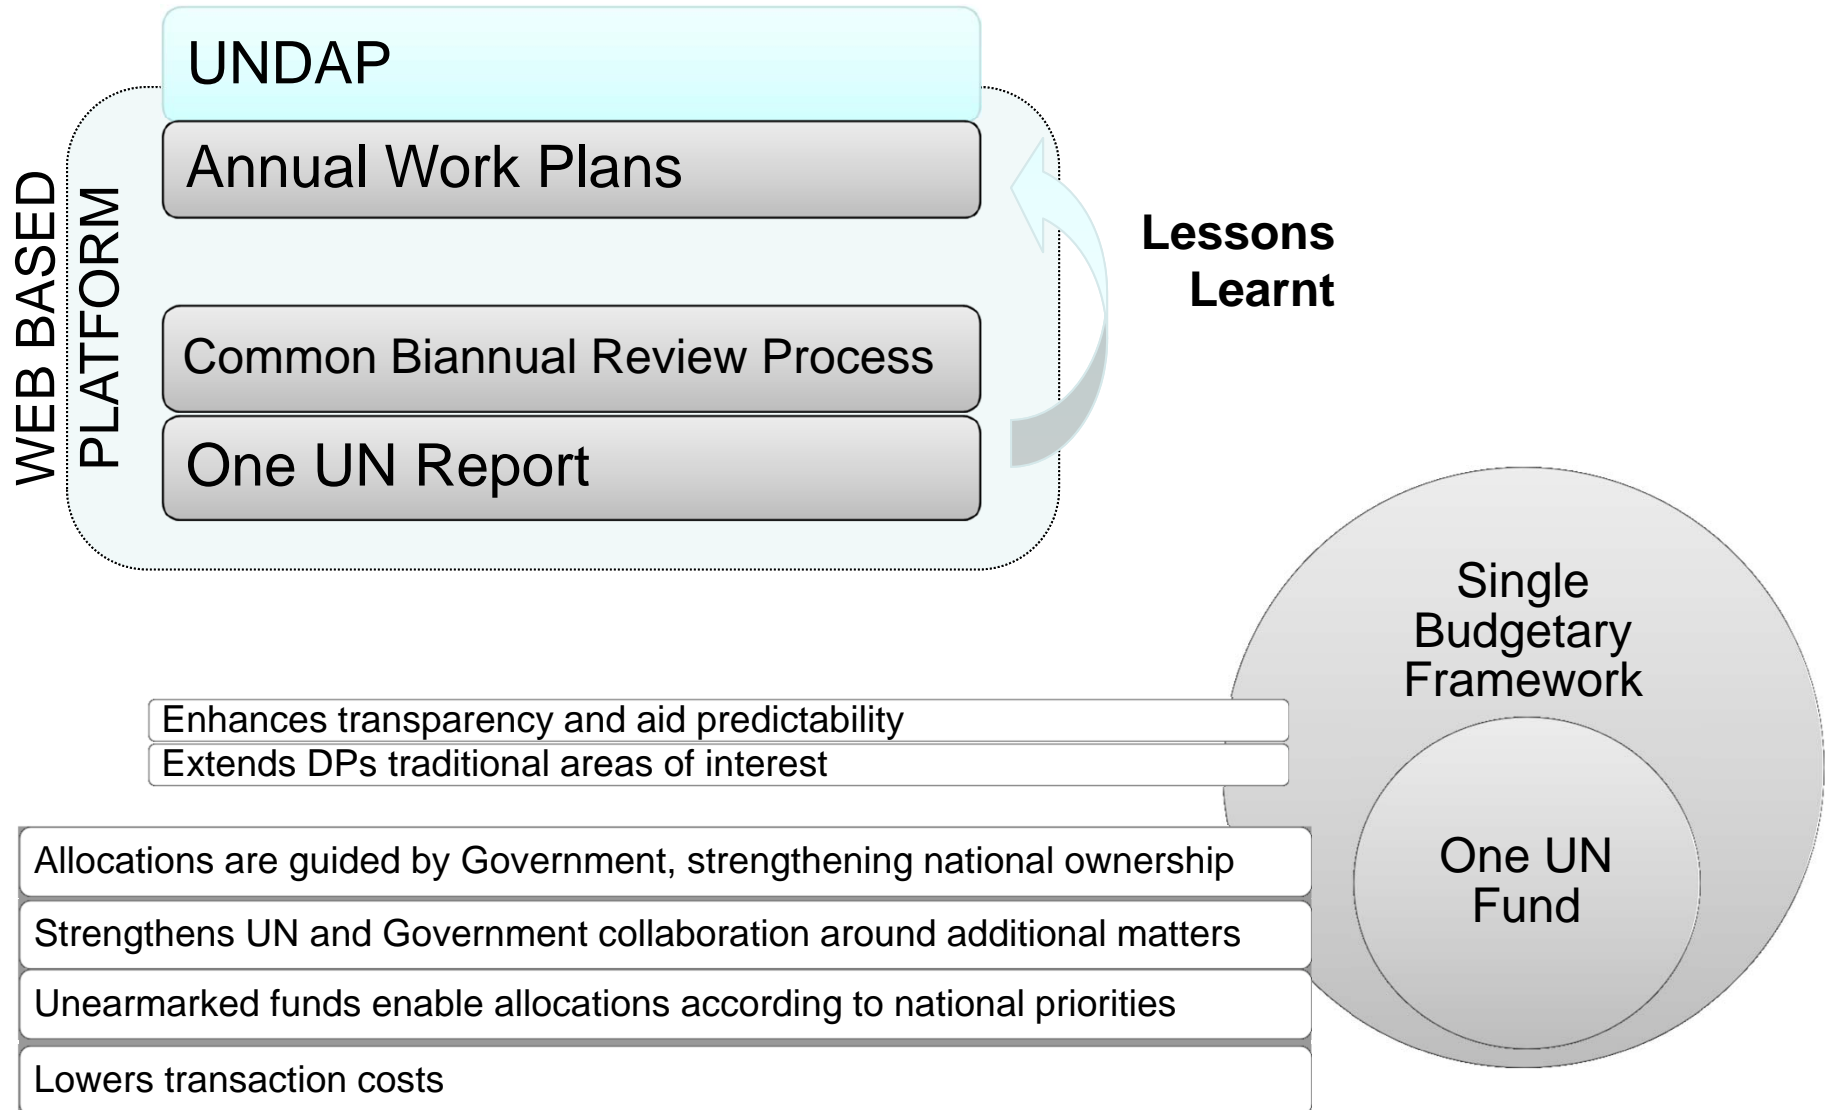 UNDAP
WEB BASED
PLATFORM
Annual Work Plans
Lessons
Learnt
Common Biannual Review Process
One UN Report
Single
Budgetary
Framework
Enhances transparency and aid predictability
Extends DPs traditional areas of interest
One UN
Fund
Allocations are guided by Government, strengthening national ownership
Strengthens UN and Government collaboration around additional matters
Unearmarked funds enable allocations according to national priorities
Lowers transaction costs